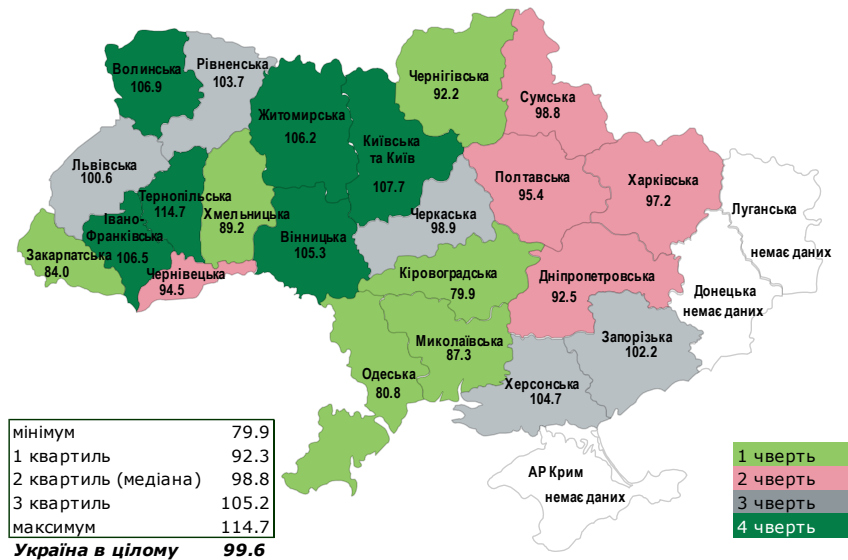 Волинська
106.9
Рівненська
103.7
Житомирська
106.2
Київська
та Київ
107.7
Чернігівська
92.2
Сумська
98.8
Львівська
100.6
Тернопільська
114.7
Хмельницька
89.2
Івано-
Франківська
106.5
Закарпатська
84.0
Чернівецька
94.5
Вінницька
105.3
Черкаська
98.9
Полтавська
95.4
Харківська
97.2
Луганська
немає даних
Донецька
немає даних
Кіровоградська
79.9
Дніпропетровська
92.5
Запорізька
102.2
Миколаївська
87.3
Одеська
80.8
Херсонська
104.7
АР Крим
немає даних
мінімум 79.9
1 квартиль 92.3
2 квартиль (медіана) 98.8
3 квартиль 105.2
максимум 114.7
Україна в цілому 99.6
1 чверть
2 чверть
3 чверть
4 чверть